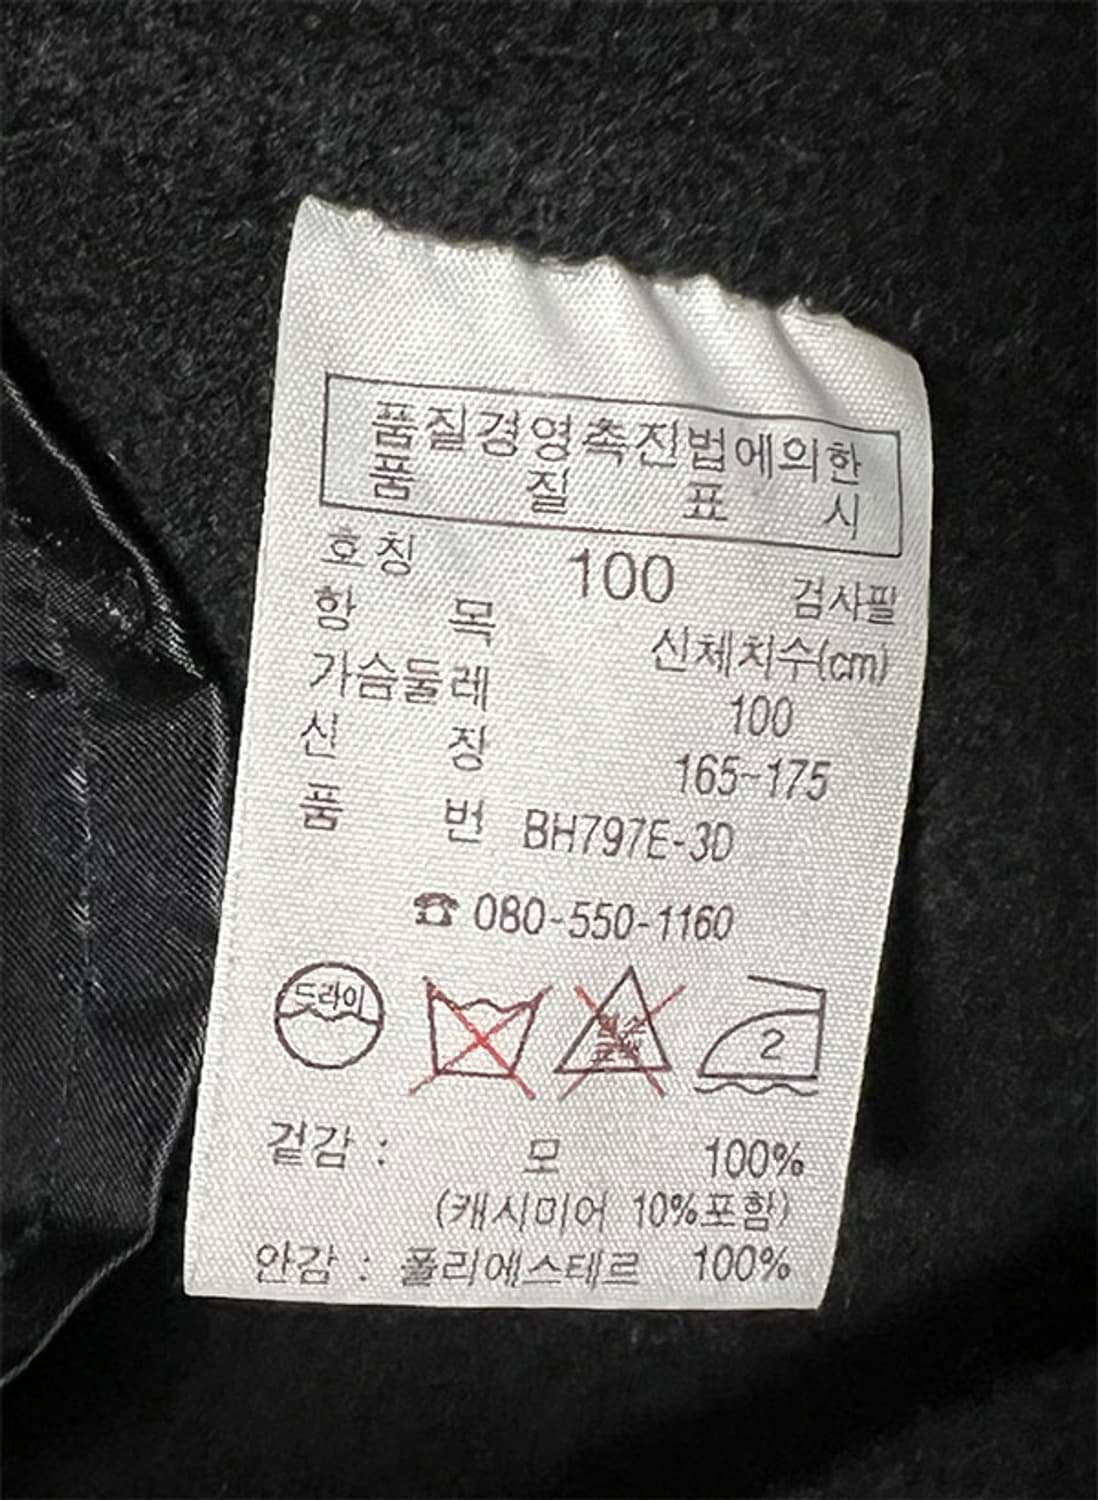 품질경영촉진법에의한
품 질 표 시
호칭 100 검사필
항 목 신체치수(cm)
가슴둘레 100
신 장 165~175
품 번 BH797E-3D
☎ 080-550-1160
드라이
2
겉감 : 모 100%
(캐시미어 10%포함)
안감 : 폴리에스테르 100%